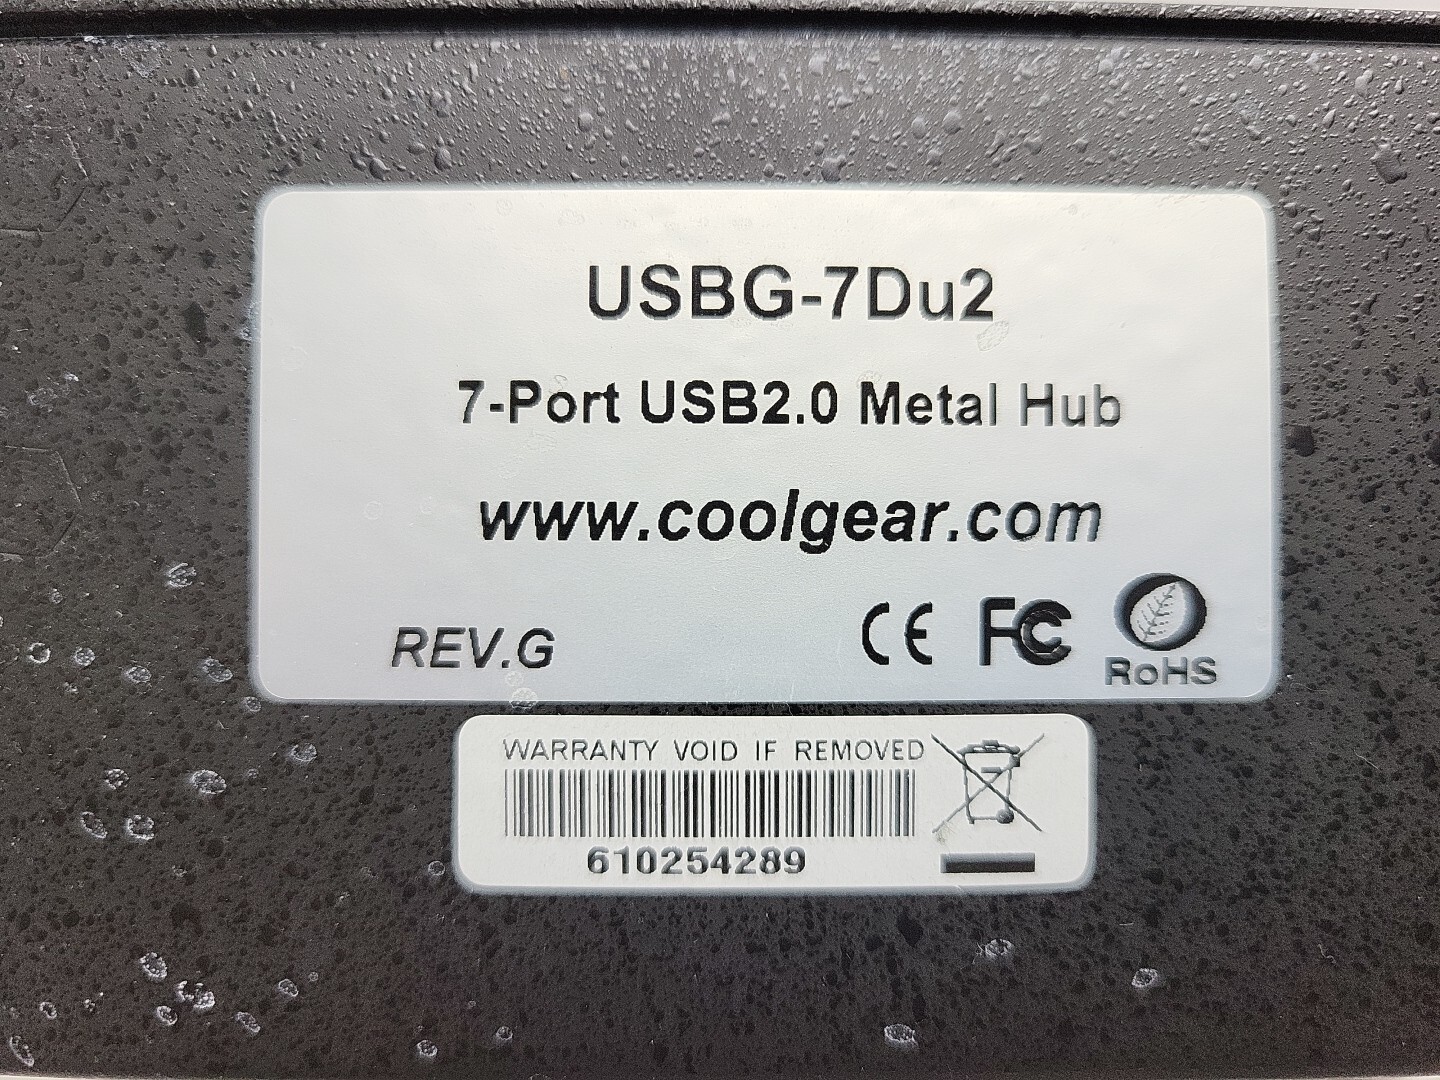 USBG-7Du2
7-Port USB2.0 Metal Hub
www.coolgear.com
REV.G CE FC RoHS
WARRANTY VOID IF REMOVED
610254289